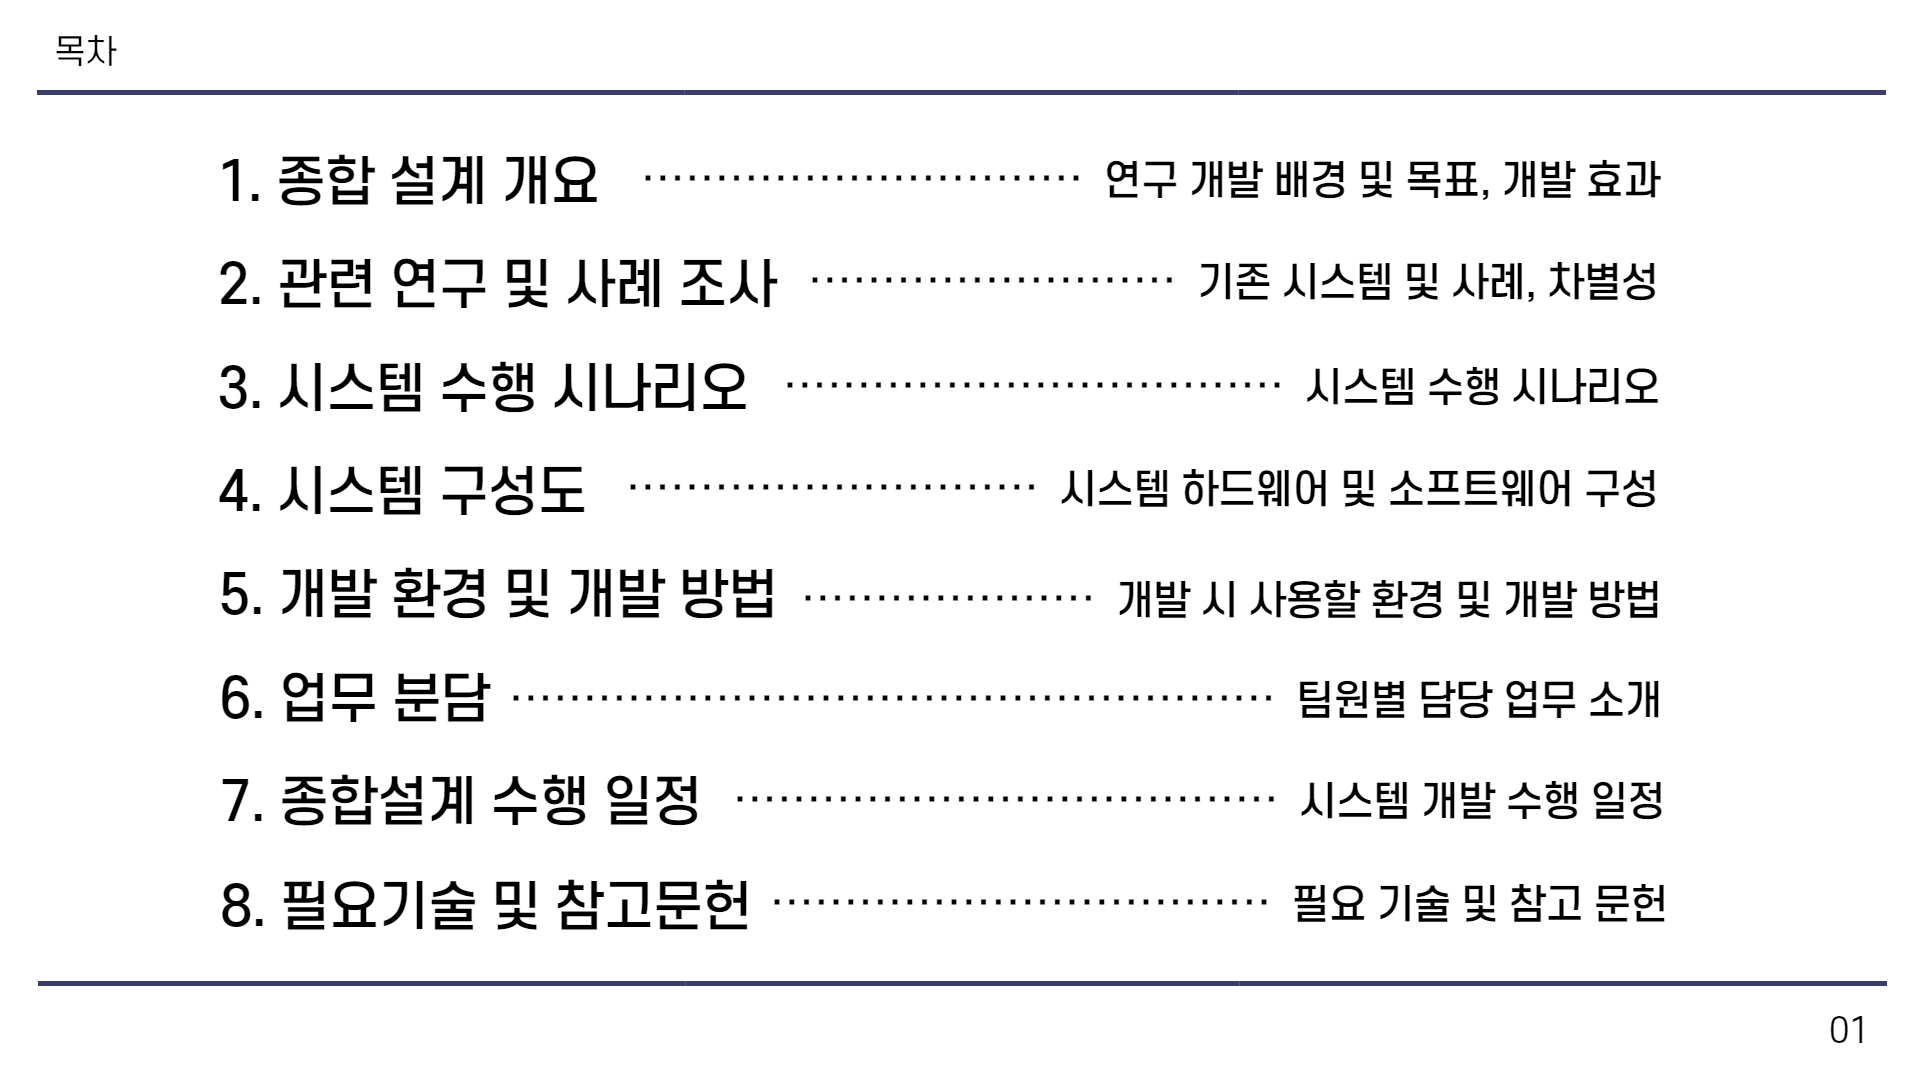 목차
1. 종합 설계 개요 ······························ 연구 개발 배경 및 목표, 개발 효과
2. 관련 연구 및 사례 조사 ························· 기존 시스템 및 사례, 차별성
3. 시스템 수행 시나리오 ·································· 시스템 수행 시나리오
4. 시스템 구성도 ···························· 시스템 하드웨어 및 소프트웨어 구성
5. 개발 환경 및 개발 방법 ···················· 개발 시 사용할 환경 및 개발 방법
6. 업무 분담 ···················································· 팀원별 담당 업무 소개
7. 종합설계 수행 일정 ····································· 시스템 개발 수행 일정
8. 필요기술 및 참고문헌 ·································· 필요 기술 및 참고 문헌
01